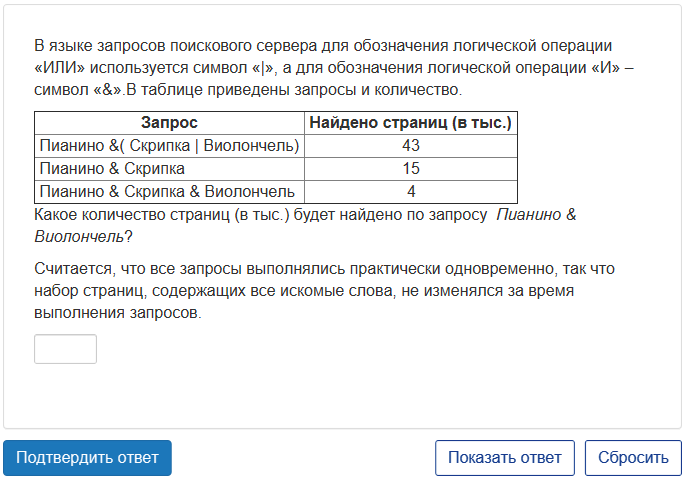 В языке запросов поискового сервера для обозначения логической операции
«ИЛИ» используется символ «|», а для обозначения логической операции «И» –
символ «&».В таблице приведены запросы и количество.
Запрос Найдено страниц (в тыс.)
Пианино &( Скрипка | Виолончель) 43
Пианино & Скрипка 15
Пианино & Скрипка & Виолончель 4
Какое количество страниц (в тыс.) будет найдено по запросу Пианино &
Виолончель?
Считается, что все запросы выполнялись практически одновременно, так что
набор страниц, содержащих все искомые слова, не изменялся за время
выполнения запросов.
Подтвердить ответ Показать ответ Сбросить